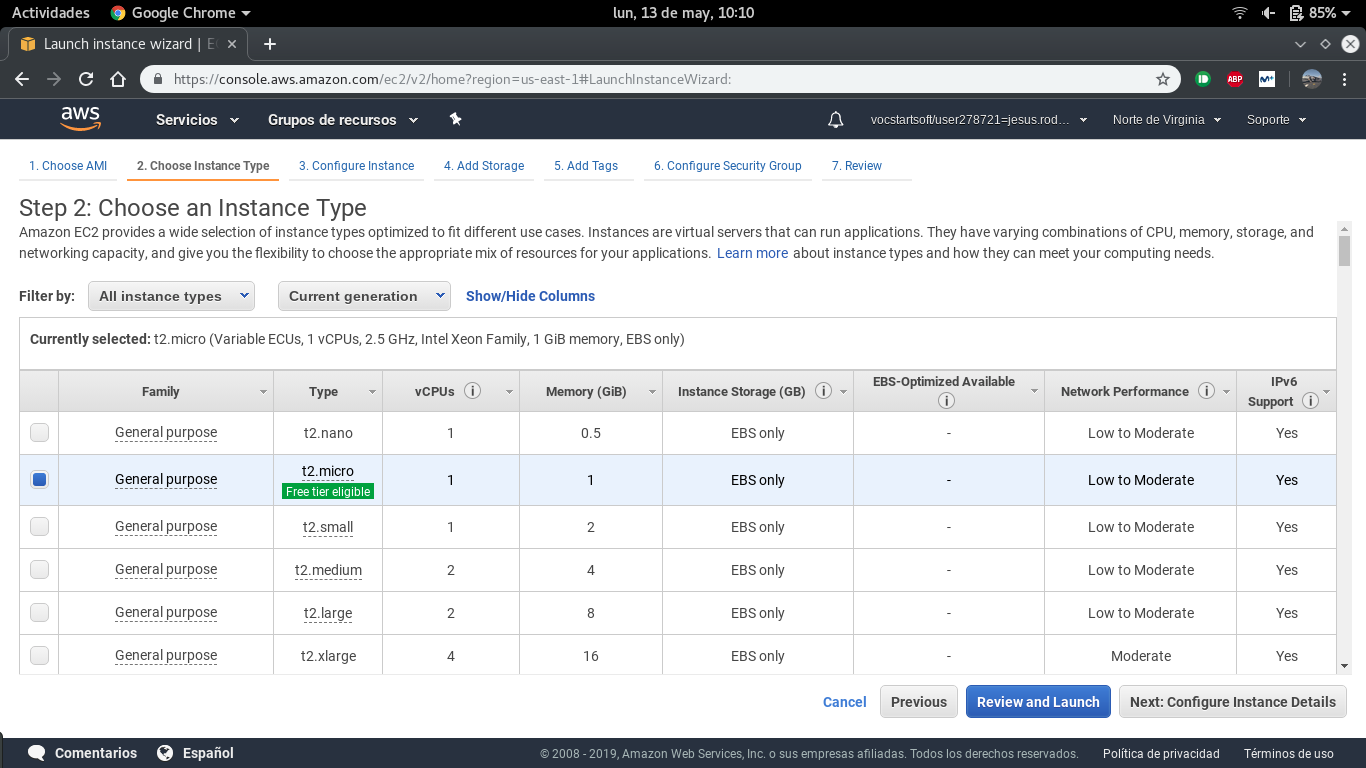 Actividades Google Chrome lun, 13 de may, 10:10 85%
Launch instance wizard | E
https://console.aws.amazon.com/ec2/v2/home?region=us-east-1#LaunchInstanceWizard: ABP
aws Servicios Grupos de recursos vocstartsoft/user278721=jesus.rod... Norte de Virginia Soporte
1. Choose AMI 2. Choose Instance Type 3. Configure Instance 4. Add Storage 5. Add Tags 6. Configure Security Group 7. Review
Step 2: Choose an Instance Type
Amazon EC2 provides a wide selection of instance types optimized to fit different use cases. Instances are virtual servers that can run applications. They have varying combinations of CPU, memory, storage, and
networking capacity, and give you the flexibility to choose the appropriate mix of resources for your applications. Learn more about instance types and how they can meet your computing needs.
Filter by: All instance types Current generation Show/Hide Columns
Currently selected: t2.micro (Variable ECUs, 1 vCPUs, 2.5 GHz, Intel Xeon Family, 1 GiB memory, EBS only)
Family Type vCPUs Memory (GiB) Instance Storage (GB) EBS-Optimized Available Network Performance IPv6 Support
General purpose t2.nano 1 0.5 EBS only - Low to Moderate Yes
General purpose t2.micro 1 1 EBS only - Low to Moderate Yes
Free tier eligible
General purpose t2.small 1 2 EBS only - Low to Moderate Yes
General purpose t2.medium 2 4 EBS only - Low to Moderate Yes
General purpose t2.large 2 8 EBS only - Low to Moderate Yes
General purpose t2.xlarge 4 16 EBS only - Moderate Yes
Cancel Previous Review and Launch Next: Configure Instance Details
Comentarios Español © 2008 - 2019, Amazon Web Services, Inc. o sus empresas afiliadas. Todos los derechos reservados. Política de privacidad Términos de uso